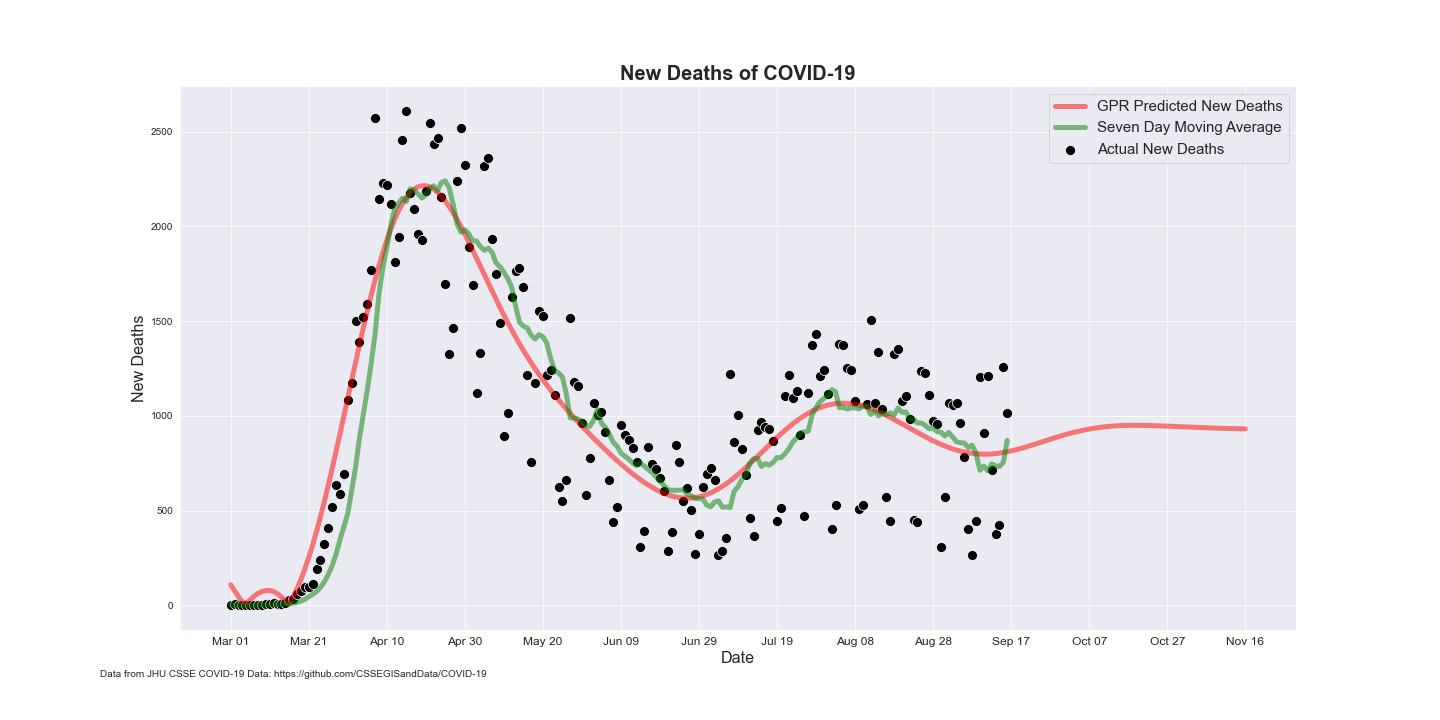 New Deaths of COVID-19
GPR Predicted New Deaths
Seven Day Moving Average
Actual New Deaths
New Deaths
2500
2000
1500
1000
500
0
Mar 01 Mar 21 Apr 10 Apr 30 May 20 Jun 09 Jun 29 Jul 19 Aug 08 Aug 28 Sep 17 Oct 07 Oct 27 Nov 16
Date
Data from JHU CSSE COVID-19 Data: https://github.com/CSSEGISandData/COVID-19